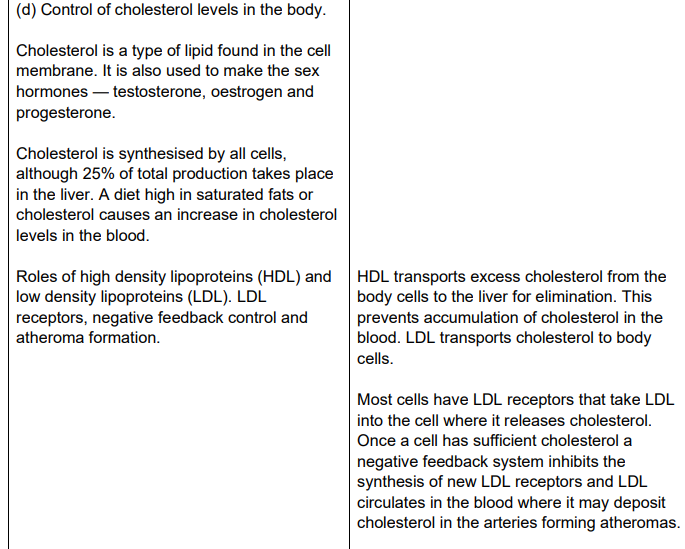 (d) Control of cholesterol levels in the body.
Cholesterol is a type of lipid found in the cell
membrane. It is also used to make the sex
hormones — testosterone, oestrogen and
progesterone.
Cholesterol is synthesised by all cells,
although 25% of total production takes place
in the liver. A diet high in saturated fats or
cholesterol causes an increase in cholesterol
levels in the blood.
Roles of high density lipoproteins (HDL) and
low density lipoproteins (LDL). LDL
receptors, negative feedback control and
atheroma formation.
HDL transports excess cholesterol from the
body cells to the liver for elimination. This
prevents accumulation of cholesterol in the
blood. LDL transports cholesterol to body
cells.
Most cells have LDL receptors that take LDL
into the cell where it releases cholesterol.
Once a cell has sufficient cholesterol a
negative feedback system inhibits the
synthesis of new LDL receptors and LDL
circulates in the blood where it may deposit
cholesterol in the arteries forming atheromas.